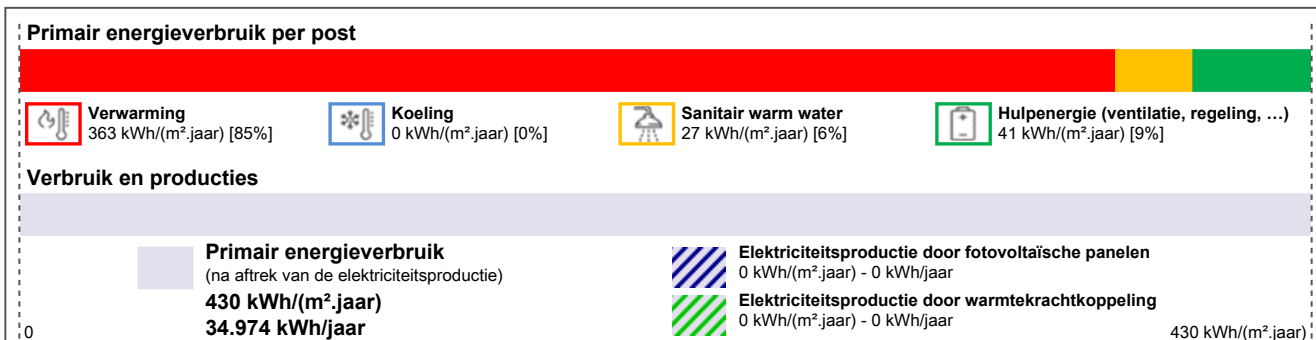 Primair energieverbruik per post
Verwarming
363 kWh/(m².jaar) [85%]
Koeling
0 kWh/(m².jaar) [0%]
Sanitair warm water
27 kWh/(m².jaar) [6%]
Hulpenergie (ventilatie, regeling, …)
41 kWh/(m².jaar) [9%]
Verbruik en producties
Primair energieverbruik
(na aftrek van de elektriciteitsproductie)
430 kWh/(m².jaar)
34.974 kWh/jaar
Elektriciteitsproductie door fotovoltaïsche panelen
0 kWh/(m².jaar) - 0 kWh/jaar
Elektriciteitsproductie door warmtekrachtkoppeling
0 kWh/(m².jaar) - 0 kWh/jaar
0
430 kWh/(m².jaar)